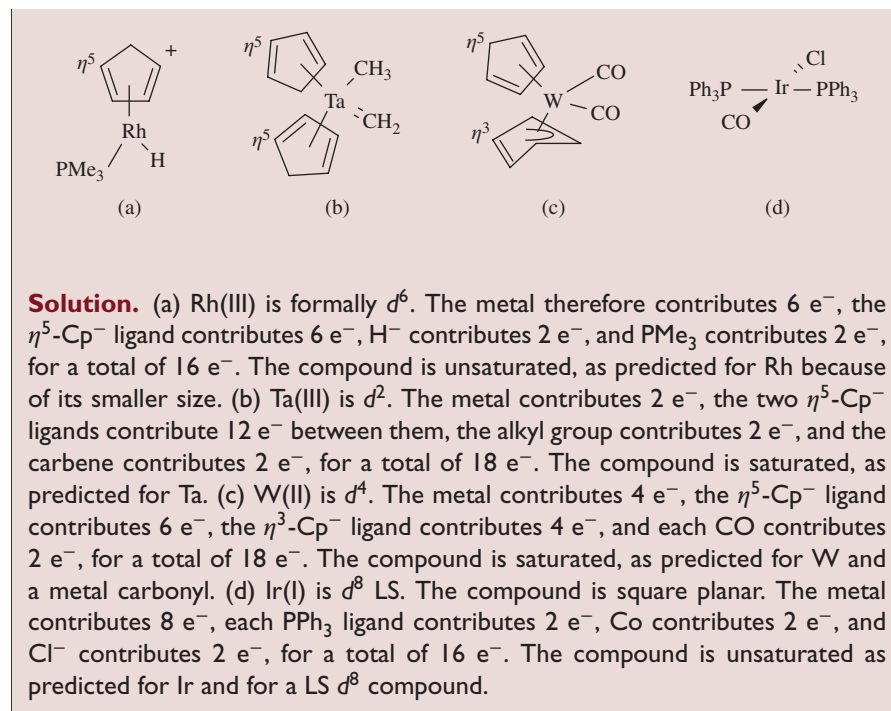 η5
+
Rh
PMe3
H
(a)
η5
CH3
Ta
CH2
η5
(b)
η5
CO
W
CO
η3
(c)
Cl
Ph3P
Ir
PPh3
CO
(d)
Solution. (a) Rh(III) is formally d6. The metal therefore contributes 6 e−, the
η5-Cp− ligand contributes 6 e−, H− contributes 2 e−, and PMe3 contributes 2 e−,
for a total of 16 e−. The compound is unsaturated, as predicted for Rh because
of its smaller size. (b) Ta(III) is d2. The metal contributes 2 e−, the two η5-Cp−
ligands contribute 12 e− between them, the alkyl group contributes 2 e−, and the
carbene contributes 2 e−, for a total of 18 e−. The compound is saturated, as
predicted for Ta. (c) W(II) is d4. The metal contributes 4 e−, the η5-Cp− ligand
contributes 6 e−, the η3-Cp− ligand contributes 4 e−, and each CO contributes
2 e−, for a total of 18 e−. The compound is saturated, as predicted for W and
a metal carbonyl. (d) Ir(I) is d8 LS. The compound is square planar. The metal
contributes 8 e−, each PPh3 ligand contributes 2 e−, Co contributes 2 e−, and
Cl− contributes 2 e−, for a total of 16 e−. The compound is unsaturated as
predicted for Ir and for a LS d8 compound.